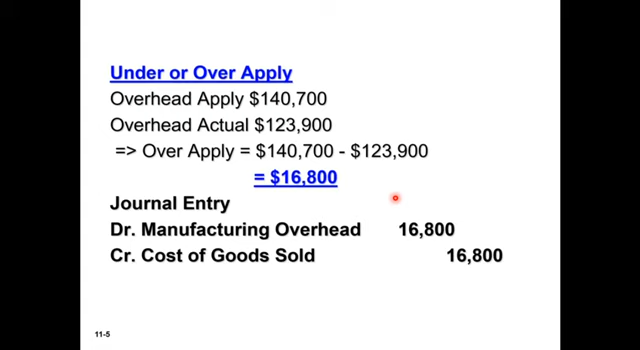 Under or Over Apply
Overhead Apply $140,700
Overhead Actual $123,900
=> Over Apply = $140,700 - $123,900
= $16,800
Journal Entry
Dr. Manufacturing Overhead 16,800
Cr. Cost of Goods Sold 16,800
11-5